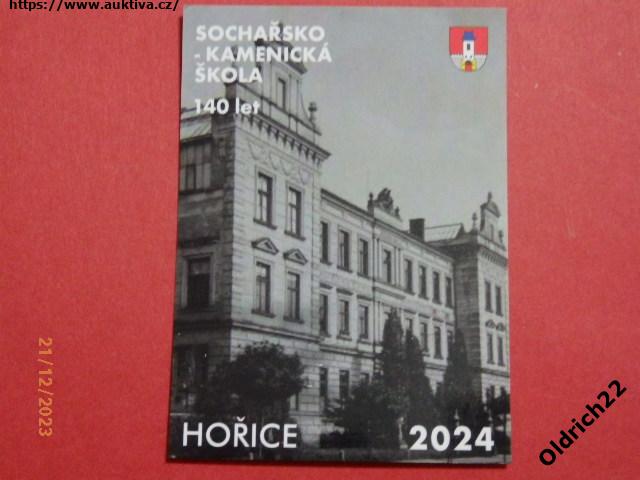 https://www.auktiva.cz/
SOCHAŘSKO
- KAMENICKÁ
ŠKOLA
140 let
21/12/2023
HOŘICE 2024
Oldrich22